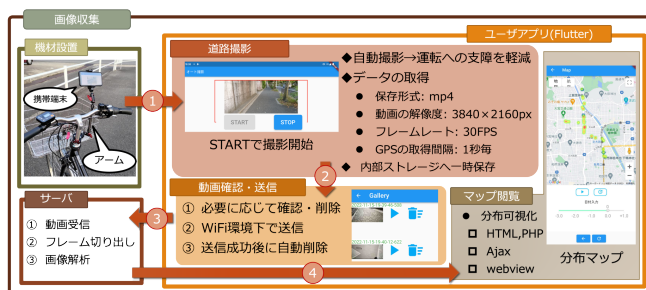 画像収集
ユーザアプリ(Flutter)
機材設置
携帯端末
アーム
1
道路撮影
START
STOP
STARTで撮影開始
◆自動撮影→運転への支障を軽減
◆データの取得
● 保存形式: mp4
● 動画の解像度: 3840×2160px
● フレームレート: 30FPS
● GPSの取得間隔: 1秒毎
◆ 内部ストレージへ一時保存
2
動画確認・送信
① 必要に応じて確認・削除
② WiFi環境下で送信
③ 送信成功後に自動削除
Gallery
3
サーバ
① 動画受信
② フレーム切り出し
③ 画像解析
4
マップ閲覧
● 分布可視化
□ HTML,PHP
□ Ajax
□ webview
Map
分布マップ